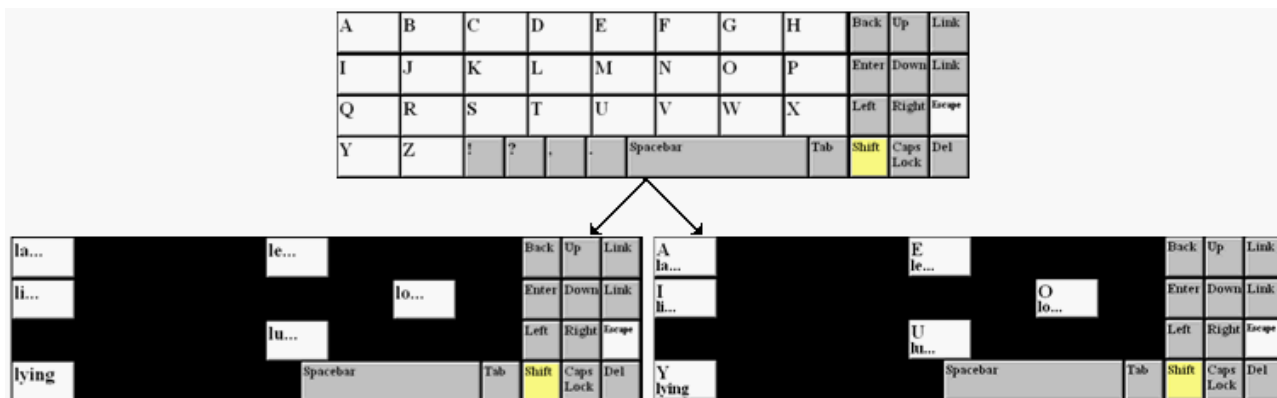 A B C D E F G H Back Up Link
I J K L M N O P Enter Down Link
Q R S T U V W X Left Right Escape
Y Z ! ? , . Spacebar Tab Shift Caps Lock Del
la... le... Back Up Link
li... lo... Enter Down Link
lu... Left Right Escape
lying Spacebar Tab Shift Caps Lock Del
A la... E le... Back Up Link
I li... O lo... Enter Down Link
U lu... Left Right Escape
Y lying Spacebar Tab Shift Caps Lock Del